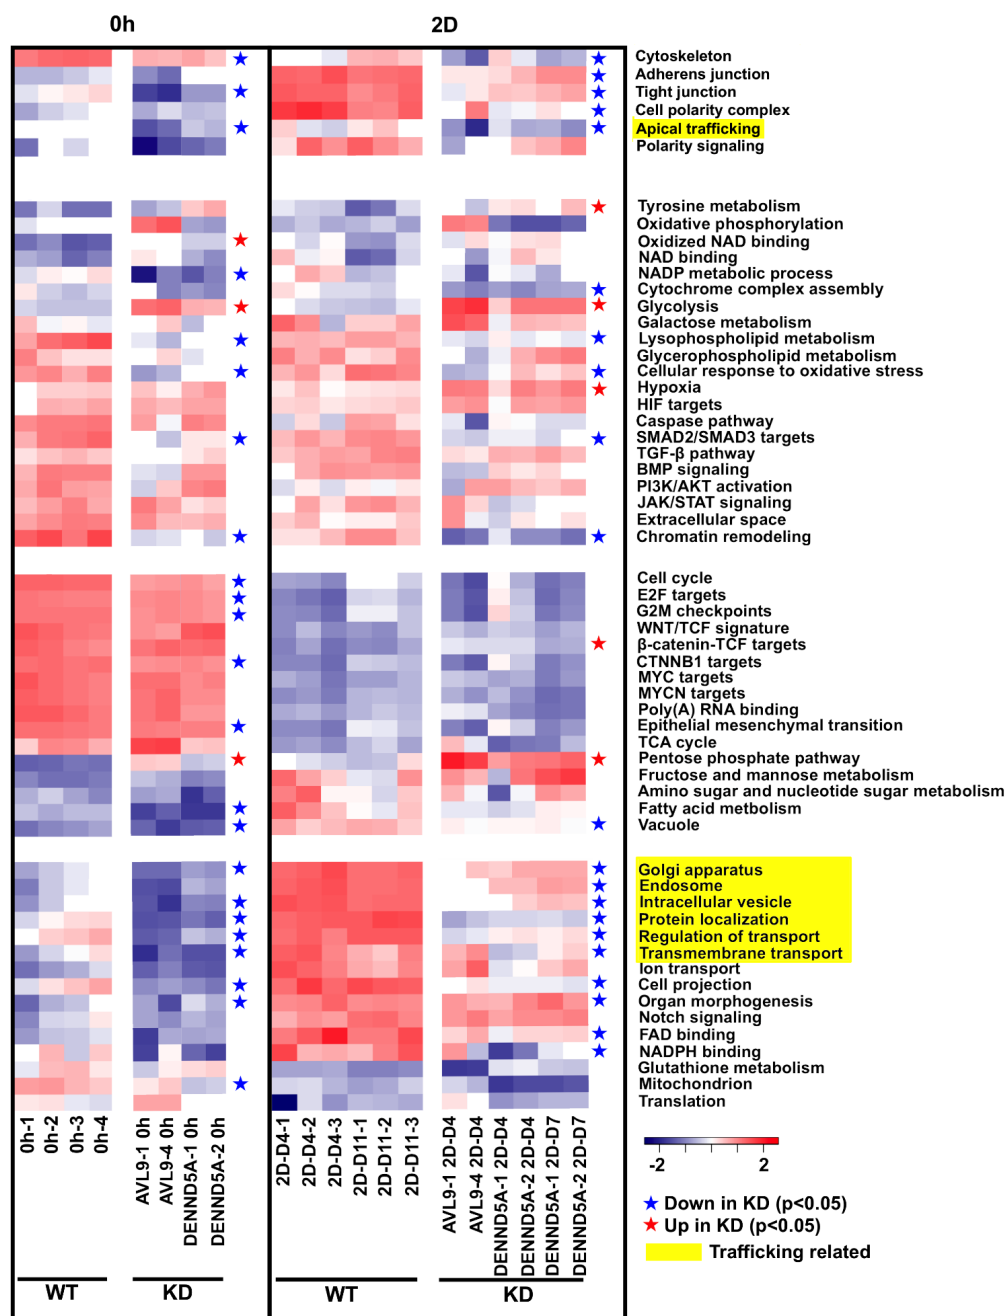 0h
2D
Cytoskeleton
Adherens junction
Tight junction
Cell polarity complex
Apical trafficking
Polarity signaling
Tyrosine metabolism
Oxidative phosphorylation
Oxidized NAD binding
NAD binding
NADP metabolic process
Cytochrome complex assembly
Glycolysis
Galactose metabolism
Lysophospholipid metabolism
Glycerophospholipid metabolism
Cellular response to oxidative stress
Hypoxia
HIF targets
Caspase pathway
SMAD2/SMAD3 targets
TGF-β pathway
BMP signaling
PI3K/AKT activation
JAK/STAT signaling
Extracellular space
Chromatin remodeling
Cell cycle
E2F targets
G2M checkpoints
WNT/TCF signature
β-catenin-TCF targets
CTNNB1 targets
MYC targets
MYCN targets
Poly(A) RNA binding
Epithelial mesenchymal transition
TCA cycle
Pentose phosphate pathway
Fructose and mannose metabolism
Amino sugar and nucleotide sugar metabolism
Fatty acid metbolism
Vacuole
Golgi apparatus
Endosome
Intracellular vesicle
Protein localization
Regulation of transport
Transmembrane transport
Ion transport
Cell projection
Organ morphogenesis
Notch signaling
FAD binding
NADPH binding
Glutathione metabolism
Mitochondrion
Translation
0h-1
0h-2
0h-3
0h-4
AVL9-1 0h
AVL9-4 0h
DENND5A-1 0h
DENND5A-2 0h
2D-D4-1
2D-D4-2
2D-D4-3
2D-D11-1
2D-D11-2
2D-D11-3
AVL9-1 2D-D4
AVL9-4 2D-D4
DENND5A-1 2D-D4
DENND5A-2 2D-D4
DENND5A-1 2D-D7
DENND5A-2 2D-D7
WT
KD
WT
KD
-2 0 2
Down in KD (p<0.05)
Up in KD (p<0.05)
Trafficking related